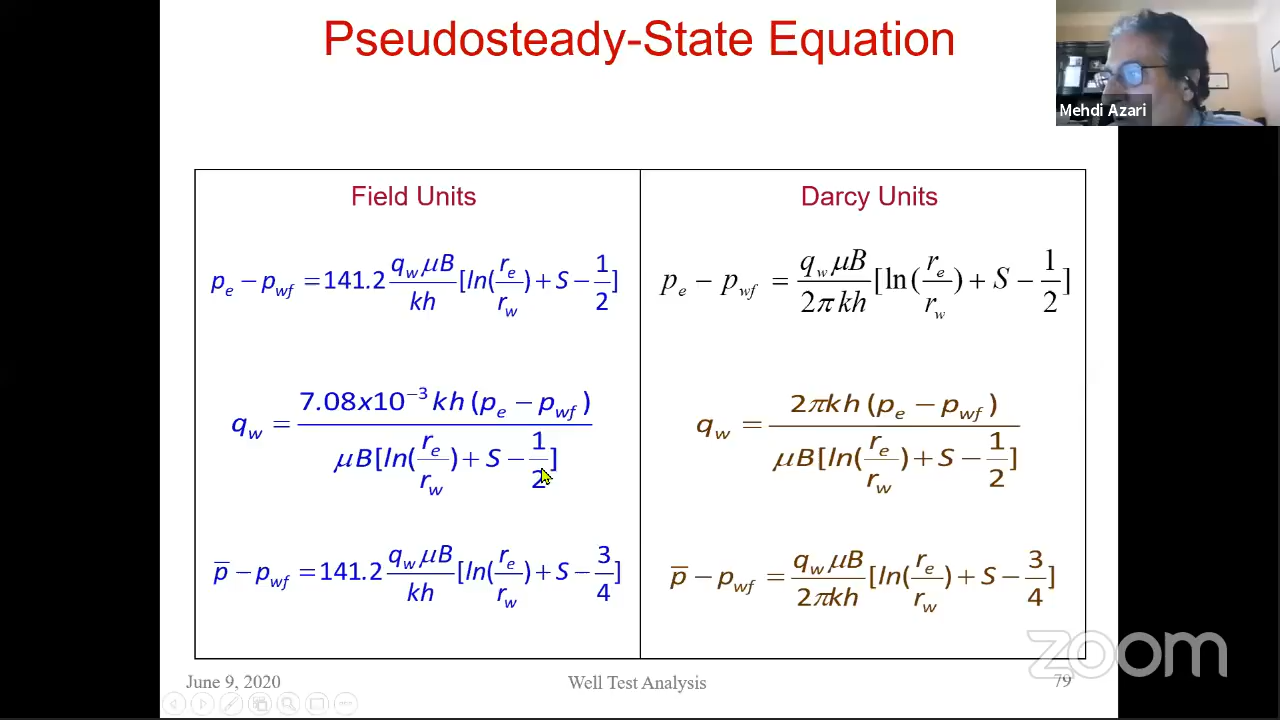 Pseudosteady-State Equation
Mehdi Azari
Field Units
p_e − p_wf = 141.2 (q_w μB / kh) [ln(r_e / r_w) + S − 1/2]
q_w = 7.08x10⁻³ kh (p_e − p_wf) / μB[ln(r_e / r_w) + S − 1/2]
p̅ − p_wf = 141.2 (q_w μB / kh) [ln(r_e / r_w) + S − 3/4]
Darcy Units
p_e − p_wf = (q_w μB / 2π kh) [ln(r_e / r_w) + S − 1/2]
q_w = 2πkh (p_e − p_wf) / μB[ln(r_e / r_w) + S − 1/2]
p̅ − p_wf = (q_w μB / 2πkh) [ln(r_e / r_w) + S − 3/4]
zoom
June 9, 2020
Well Test Analysis
79